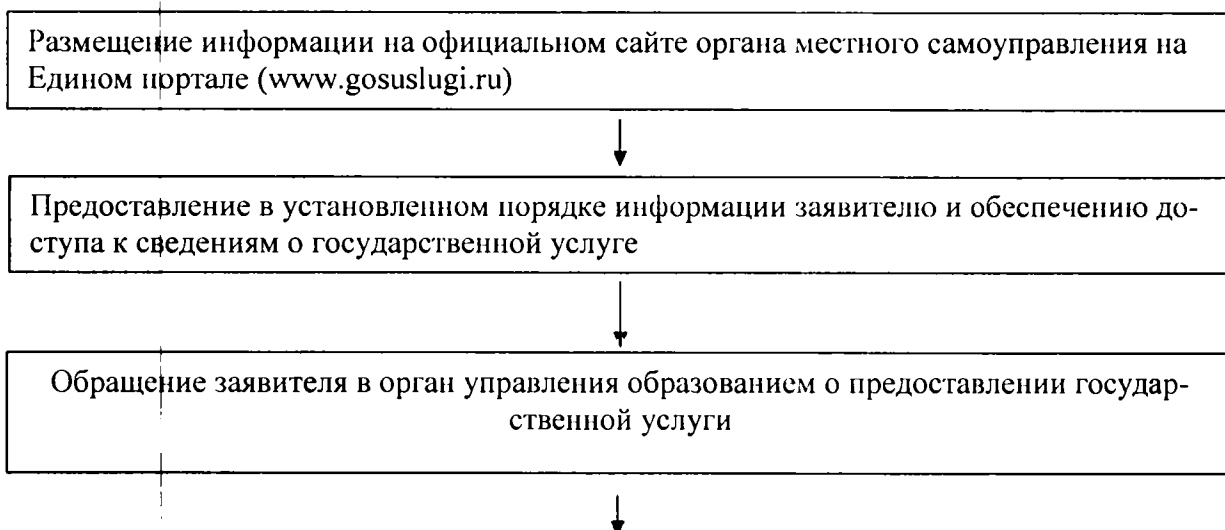 Размещение информации на официальном сайте органа местного самоуправления на
Едином портале (www.gosuslugi.ru)
Предоставление в установленном порядке информации заявителю и обеспечению до-
ступа к сведениям о государственной услуге
Обращение заявителя в орган управления образованием о предоставлении государ-
ственной услуги